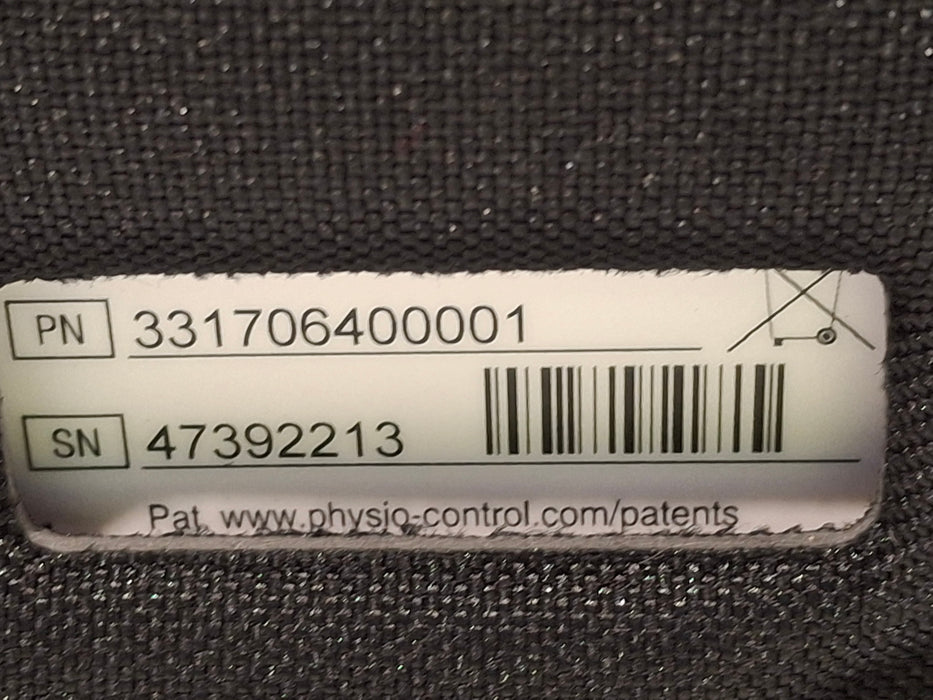 PN 331706400001
SN 47392213
Pat. www.physio-control.com/patents